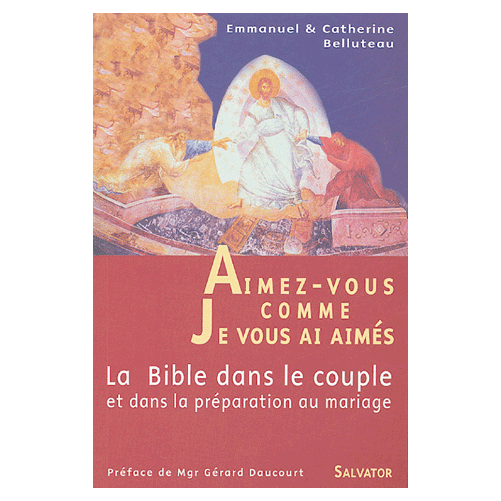 Emmanuel & Catherine
Belluteau
AIMEZ-VOUS
COMME
JE VOUS AI AIMÉS
La Bible dans le couple
et dans la préparation au mariage
Préface de Mgr Gérard Daucourt
SALVATOR